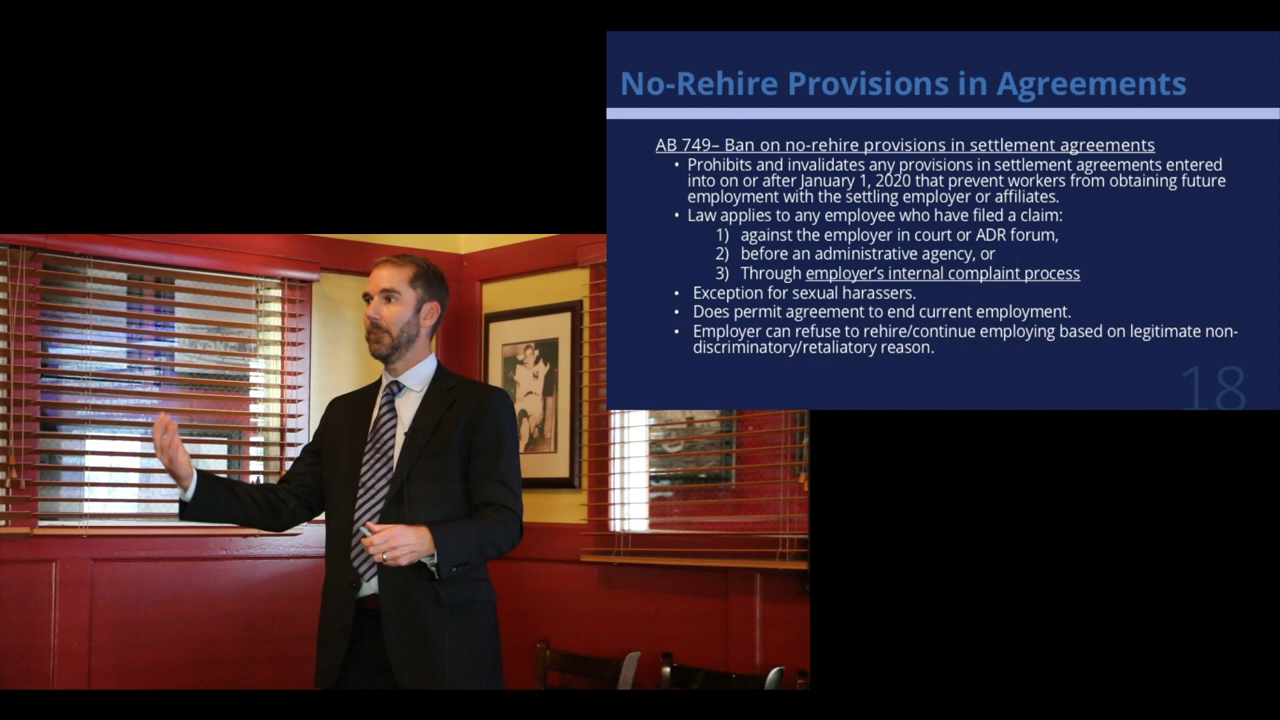 No-Rehire Provisions in Agreements
AB 749– Ban on no-rehire provisions in settlement agreements
• Prohibits and invalidates any provisions in settlement agreements entered
into on or after January 1, 2020 that prevent workers from obtaining future
employment with the settling employer or affiliates.
• Law applies to any employee who have filed a claim:
1) against the employer in court or ADR forum,
2) before an administrative agency, or
3) Through employer’s internal complaint process
• Exception for sexual harassers.
• Does permit agreement to end current employment.
• Employer can refuse to rehire/continue employing based on legitimate non-
discriminatory/retaliatory reason.
18